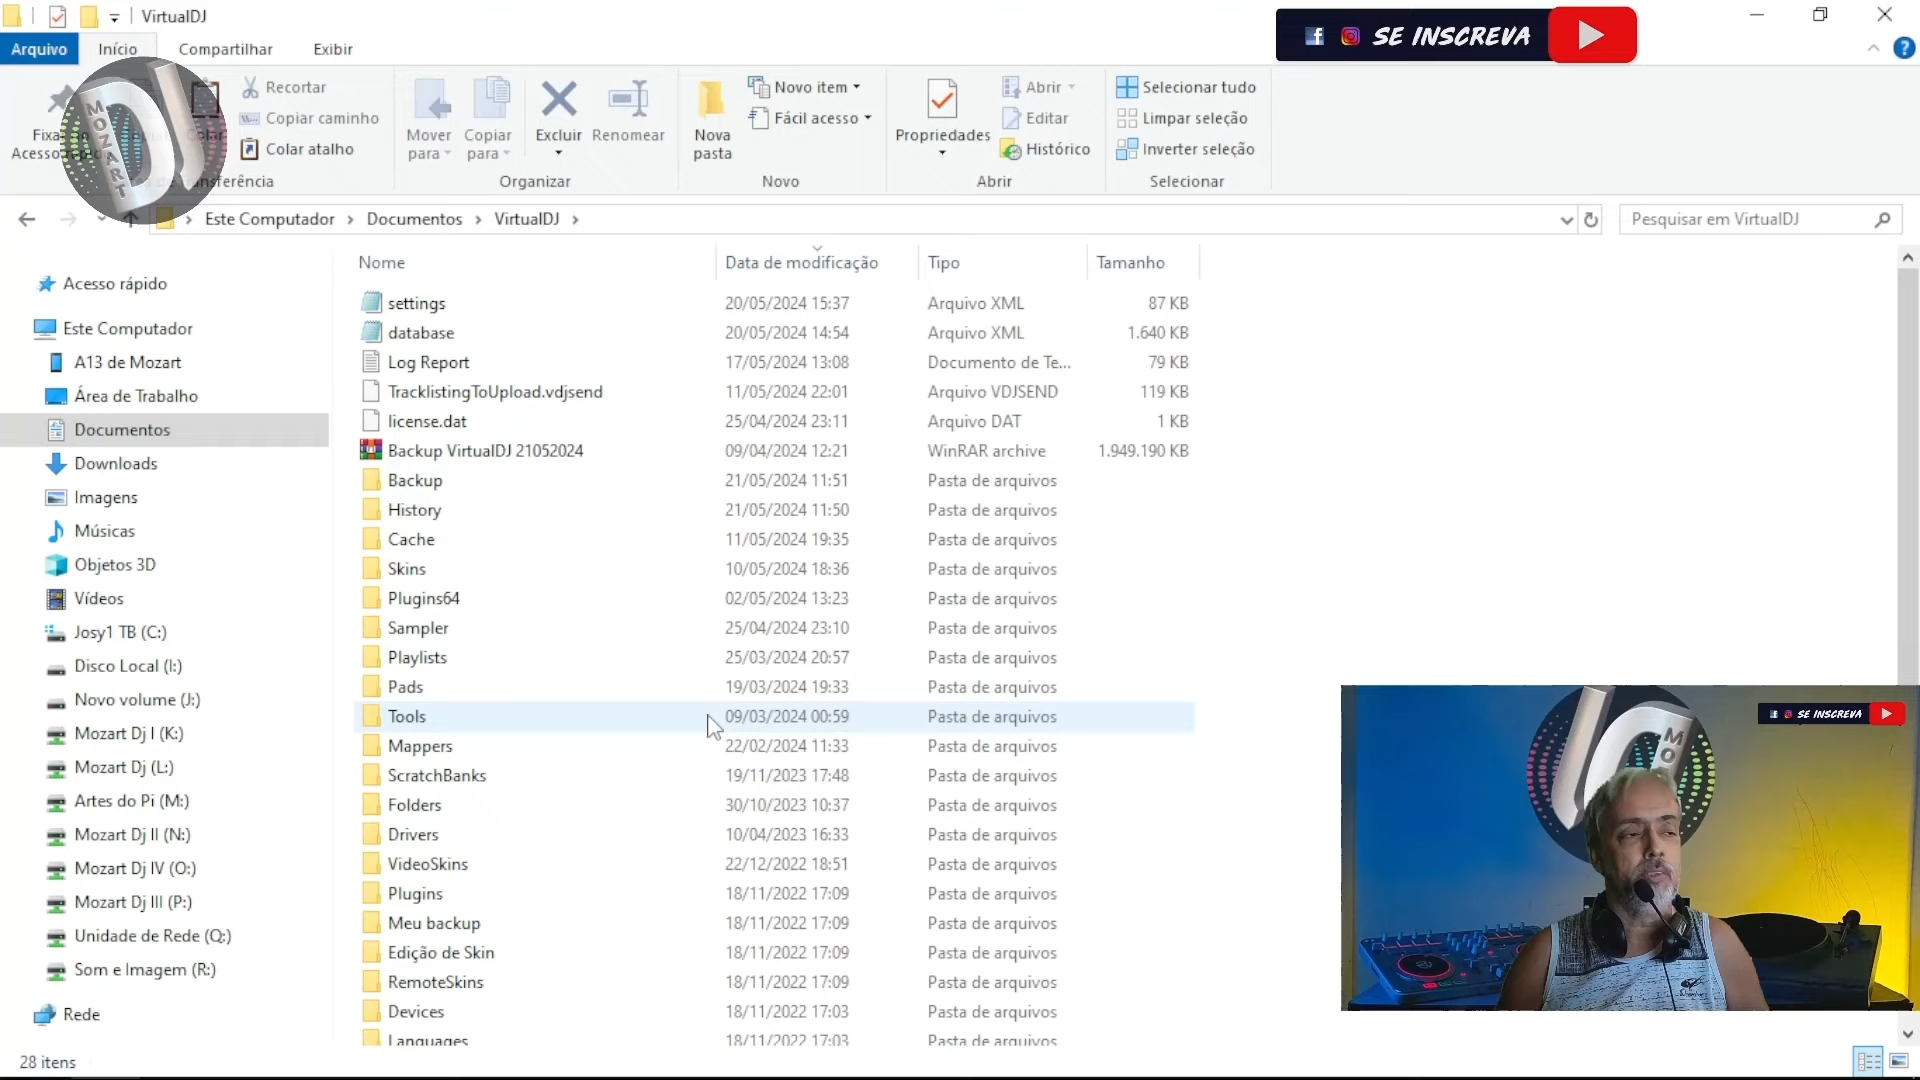 VirtualDJ
SE INSCREVA
Arquivo Início Compartilhar Exibir
Recortar
Copiar caminho
Colar atalho
Mover para
Copiar para
Excluir
Renomear
Organizar
Nova pasta
Novo item
Fácil acesso
Novo
Propriedades
Abrir
Editar
Histórico
Abrir
Selecionar tudo
Limpar seleção
Inverter seleção
Selecionar
MOZART
DJ
Este Computador > Documentos > VirtualDJ >
Pesquisar em VirtualDJ
Acesso rápido
Este Computador
A13 de Mozart
Área de Trabalho
Documentos
Downloads
Imagens
Músicas
Objetos 3D
Vídeos
Josy1 TB (C:)
Disco Local (I:)
Novo volume (J:)
Mozart Dj I (K:)
Mozart Dj (L:)
Artes do Pi (M:)
Mozart Dj II (N:)
Mozart Dj IV (O:)
Mozart Dj III (P:)
Unidade de Rede (Q:)
Som e Imagem (R:)
Rede
Nome Data de modificação Tipo Tamanho
settings 20/05/2024 15:37 Arquivo XML 87 KB
database 20/05/2024 14:54 Arquivo XML 1.640 KB
Log Report 17/05/2024 13:08 Documento de Te... 79 KB
TracklistingToUpload.vdjsend 11/05/2024 22:01 Arquivo VDJSEND 119 KB
license.dat 25/04/2024 23:11 Arquivo DAT 1 KB
Backup VirtualDJ 21052024 09/04/2024 12:21 WinRAR archive 1.949.190 KB
Backup 21/05/2024 11:51 Pasta de arquivos
History 21/05/2024 11:50 Pasta de arquivos
Cache 11/05/2024 19:35 Pasta de arquivos
Skins 10/05/2024 18:36 Pasta de arquivos
Plugins64 02/05/2024 13:23 Pasta de arquivos
Sampler 25/04/2024 23:10 Pasta de arquivos
Playlists 25/03/2024 20:57 Pasta de arquivos
Pads 19/03/2024 19:33 Pasta de arquivos
Tools 09/03/2024 00:59 Pasta de arquivos
Mappers 22/02/2024 11:33 Pasta de arquivos
ScratchBanks 19/11/2023 17:48 Pasta de arquivos
Folders 30/10/2023 10:37 Pasta de arquivos
Drivers 10/04/2023 16:33 Pasta de arquivos
VideoSkins 22/12/2022 18:51 Pasta de arquivos
Plugins 18/11/2022 17:09 Pasta de arquivos
Meu backup 18/11/2022 17:09 Pasta de arquivos
Edição de Skin 18/11/2022 17:09 Pasta de arquivos
RemoteSkins 18/11/2022 17:09 Pasta de arquivos
Devices 18/11/2022 17:03 Pasta de arquivos
Languages 18/11/2022 17:03 Pasta de arquivos
SE INSCREVA
MO
28 itens